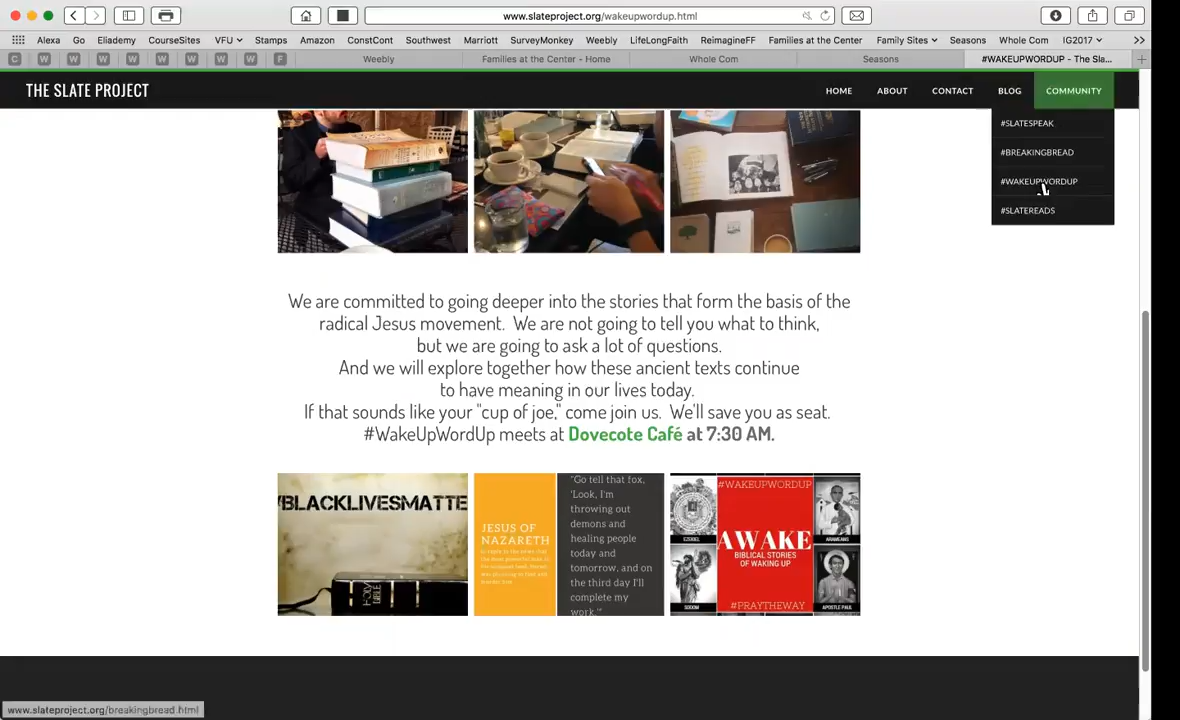 www.slateproject.org/wakeupwordup.html
Alexa Go Eliademy CourseSites VFU Stamps Amazon ConstCont Southwest Marriott SurveyMonkey Weebly LifeLongFaith ReimagineFF Families at the Center Family Sites Seasons Whole Com IG2017 >>
C W W W W W W W W F Weebly Families at the Center - Home Whole Com Seasons #WAKEUPWORDUP - The Sla... +
THE SLATE PROJECT HOME ABOUT CONTACT BLOG COMMUNITY
#SLATESPEAK
#BREAKINGBREAD
#WAKEUPWORDUP
#SLATEREADS
We are committed to going deeper into the stories that form the basis of the
radical Jesus movement. We are not going to tell you what to think,
but we are going to ask a lot of questions.
And we will explore together how these ancient texts continue
to have meaning in our lives today.
If that sounds like your "cup of joe," come join us. We'll save you as seat.
#WakeUpWordUp meets at Dovecote Café at 7:30 AM.
#BLACKLIVESMATTE
HOLY BIBLE
JESUS OF
NAZARETH
"Go tell that fox,
'Look, I'm
throwing out
demons and
healing people
today and
tomorrow, and on
the third day I'll
complete my
work.'"
#WAKEUPWORDUP
EZEKIEL
ARAMEANS
AWAKE
BIBLICAL STORIES
OF WAKING UP
SODOM
APOSTLE PAUL
#PRAYTHEWAY
www.slateproject.org/breakingbread.html